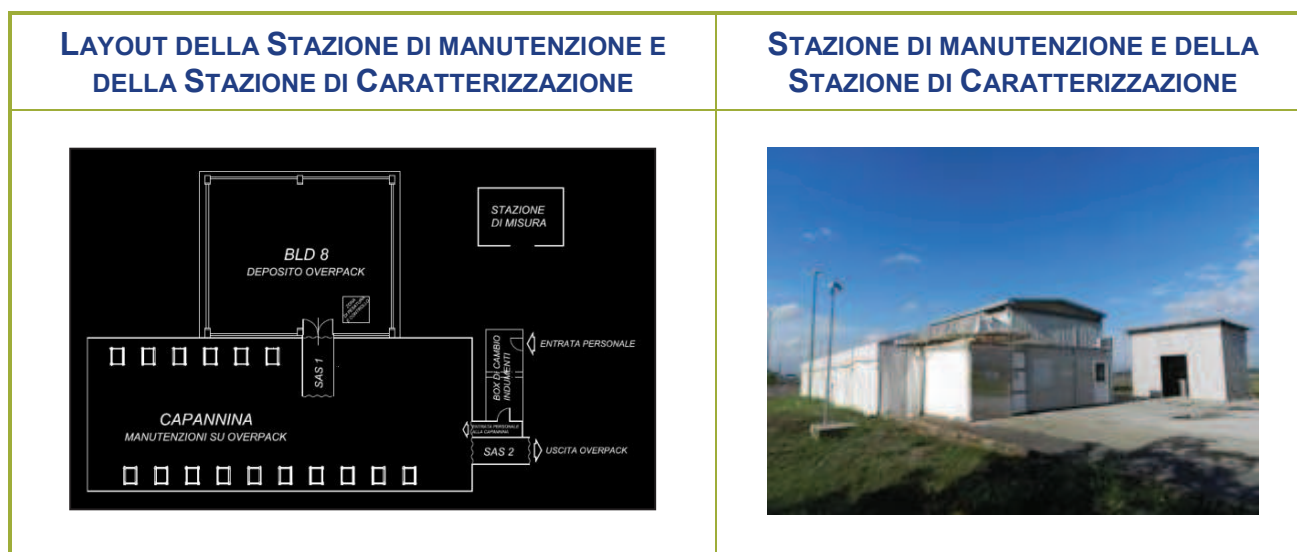 LAYOUT DELLA STAZIONE DI MANUTENZIONE E
DELLA STAZIONE DI CARATTERIZZAZIONE
STAZIONE DI MANUTENZIONE E DELLA
STAZIONE DI CARATTERIZZAZIONE
STAZIONE
DI MISURA
BLD 8
DEPOSITO OVERPACK
ZONA
E CONTROLLO
SAS 1
BOX DI CAMBIO
INDUMENTI
ENTRATA PERSONALE
CAPANNINA
MANUTENZIONI SU OVERPACK
ENTRATA PERSONALE
ALLA CAPANNINA
SAS 2
USCITA OVERPACK